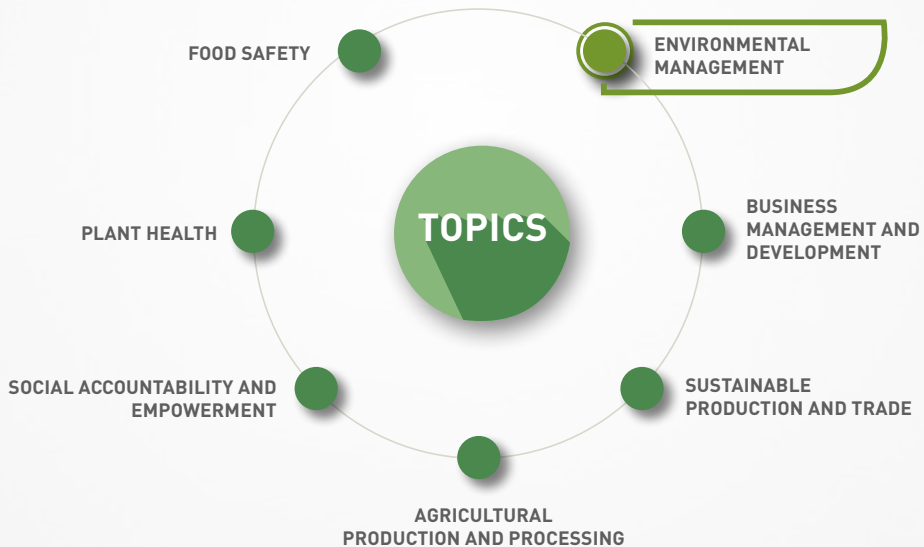 FOOD SAFETY
ENVIRONMENTAL
MANAGEMENT
TOPICS
PLANT HEALTH
BUSINESS
MANAGEMENT AND
DEVELOPMENT
SOCIAL ACCOUNTABILITY AND
EMPOWERMENT
SUSTAINABLE
PRODUCTION AND TRADE
AGRICULTURAL
PRODUCTION AND PROCESSING